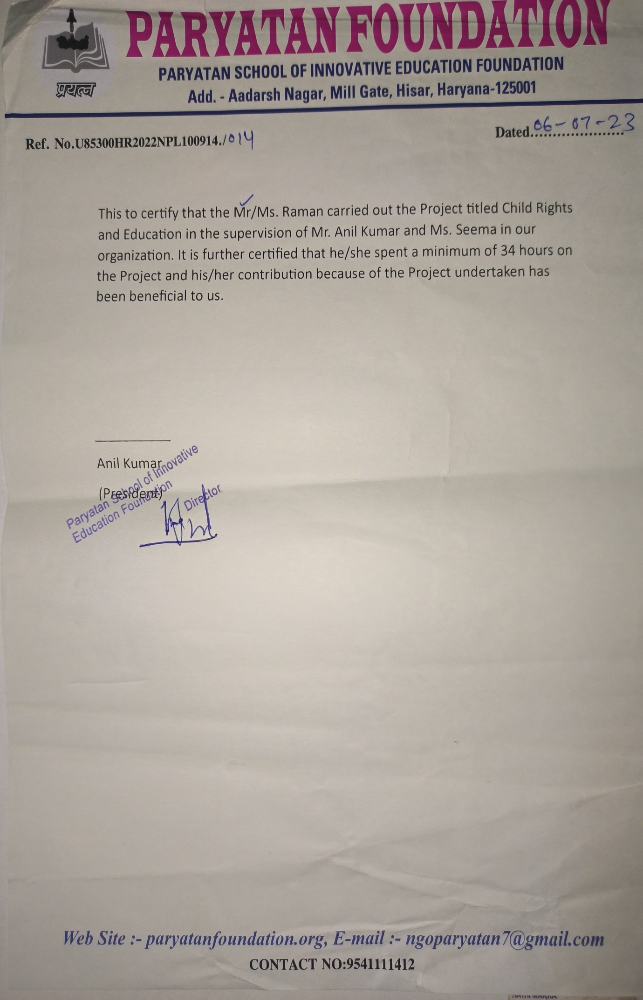 PARYATAN FOUNDATION
प्रयत्न
PARYATAN SCHOOL OF INNOVATIVE EDUCATION FOUNDATION
Add. - Aadarsh Nagar, Mill Gate, Hisar, Haryana-125001
Ref. No.U85300HR2022NPL100914./014
Dated.....................06-07-23
This to certify that the Mr/Ms. Raman carried out the Project titled Child Rights
and Education in the supervision of Mr. Anil Kumar and Ms. Seema in our
organization. It is further certified that he/she spent a minimum of 34 hours on
the Project and his/her contribution because of the Project undertaken has
been beneficial to us.
Anil Kumar
(President)
Paryatan School of Innovative
Education Foundation
Director
Web Site :- paryatanfoundation.org, E-mail :- ngoparyatan7@gmail.com
CONTACT NO:9541111412